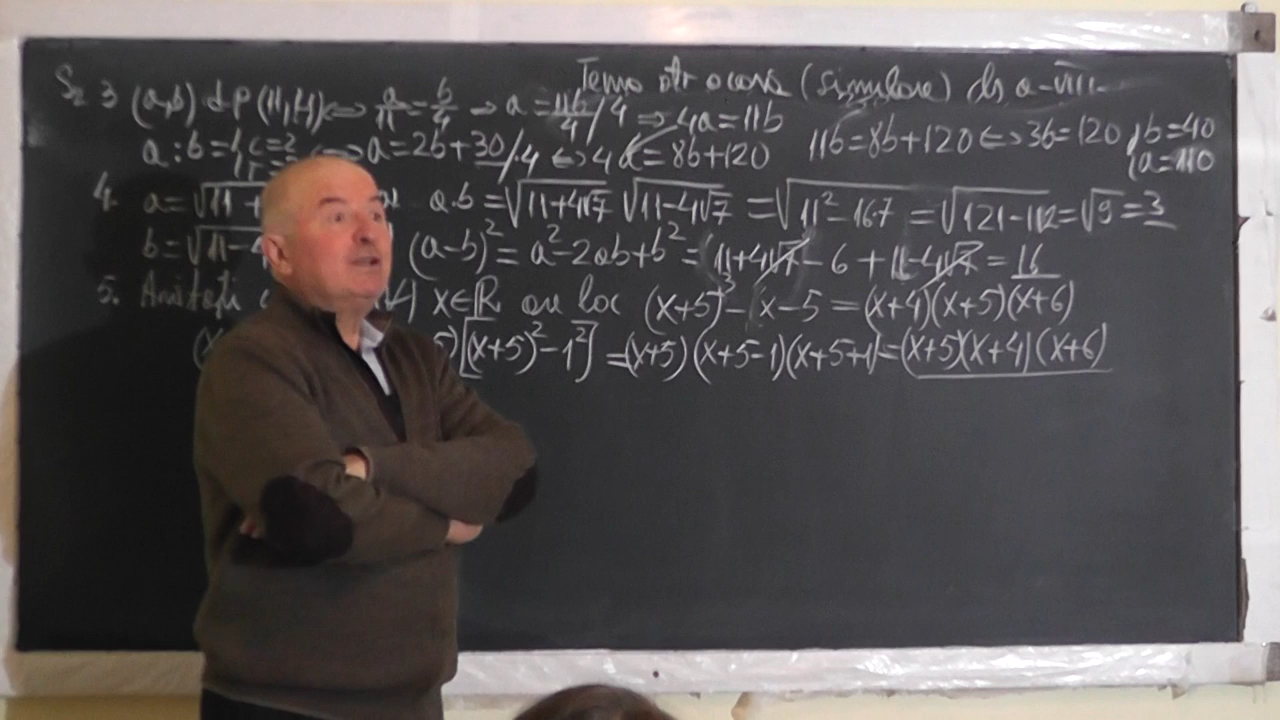 Temă ptr acasă (simulare) cls a-VIII-
S₂ 3 (a,b) d.p (11,4) ⟺ a/11 = b/4 → a = 11b/4 /4 ⇒ 4a = 11b
a:b = c=2 ⟺ a = 2b+30/·4 ⟺ 4a = 8b+120 11b = 8b+120 ⟺ 3b = 120 { b=40 a=110
4. a = √11+ a·b = √11+4√7 √11-4√7 = √11²-16·7 = √121-112 = √9 = 3
b = √11-4 (a-b)² = a²-2ab+b² = 11+4√7 - 6 + 11-4√7 = 16
5. x∈ℝ are loc (x+5)³ - x - 5 = (x+4)(x+5)(x+6)
(x 5)[(x+5)²-1²] = (x+5)(x+5-1)(x+5+1) = (x+5)(x+4)(x+6)